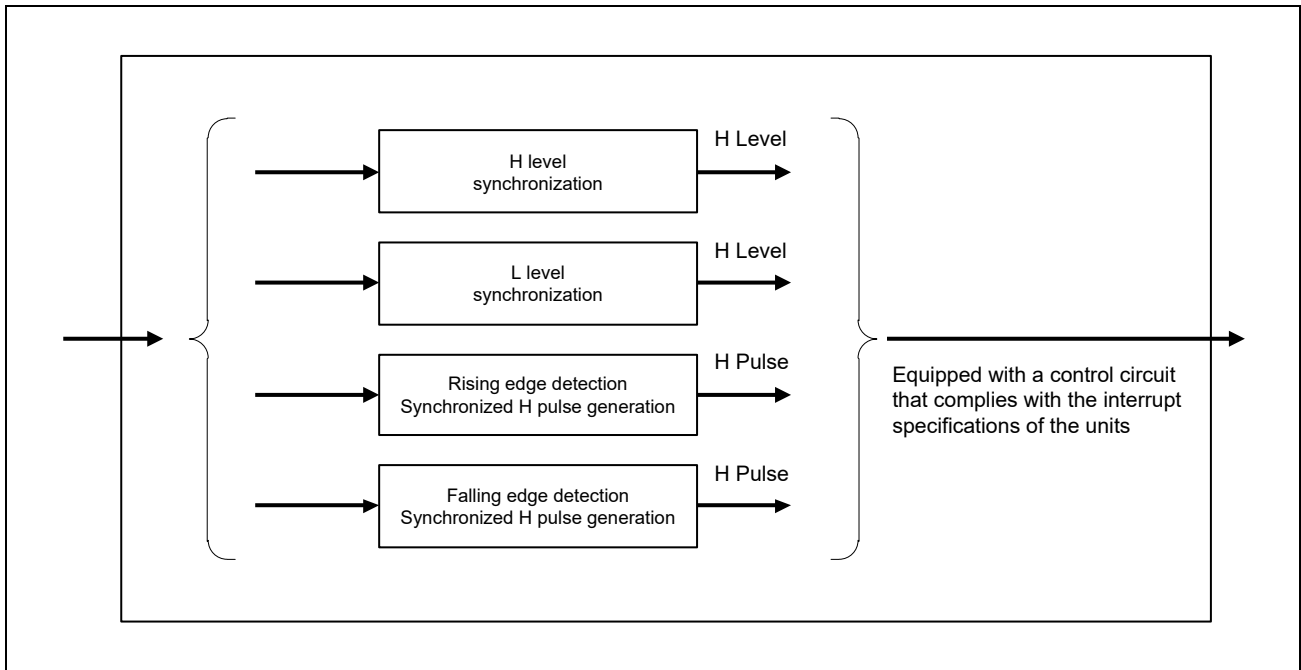 H Level
H level
synchronization
H Level
L level
synchronization
H Pulse
Rising edge detection
Synchronized H pulse generation
Equipped with a control circuit
that complies with the interrupt
specifications of the units
H Pulse
Falling edge detection
Synchronized H pulse generation